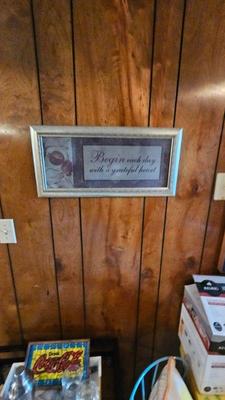 Begin each day
with a grateful heart
Coca-Cola